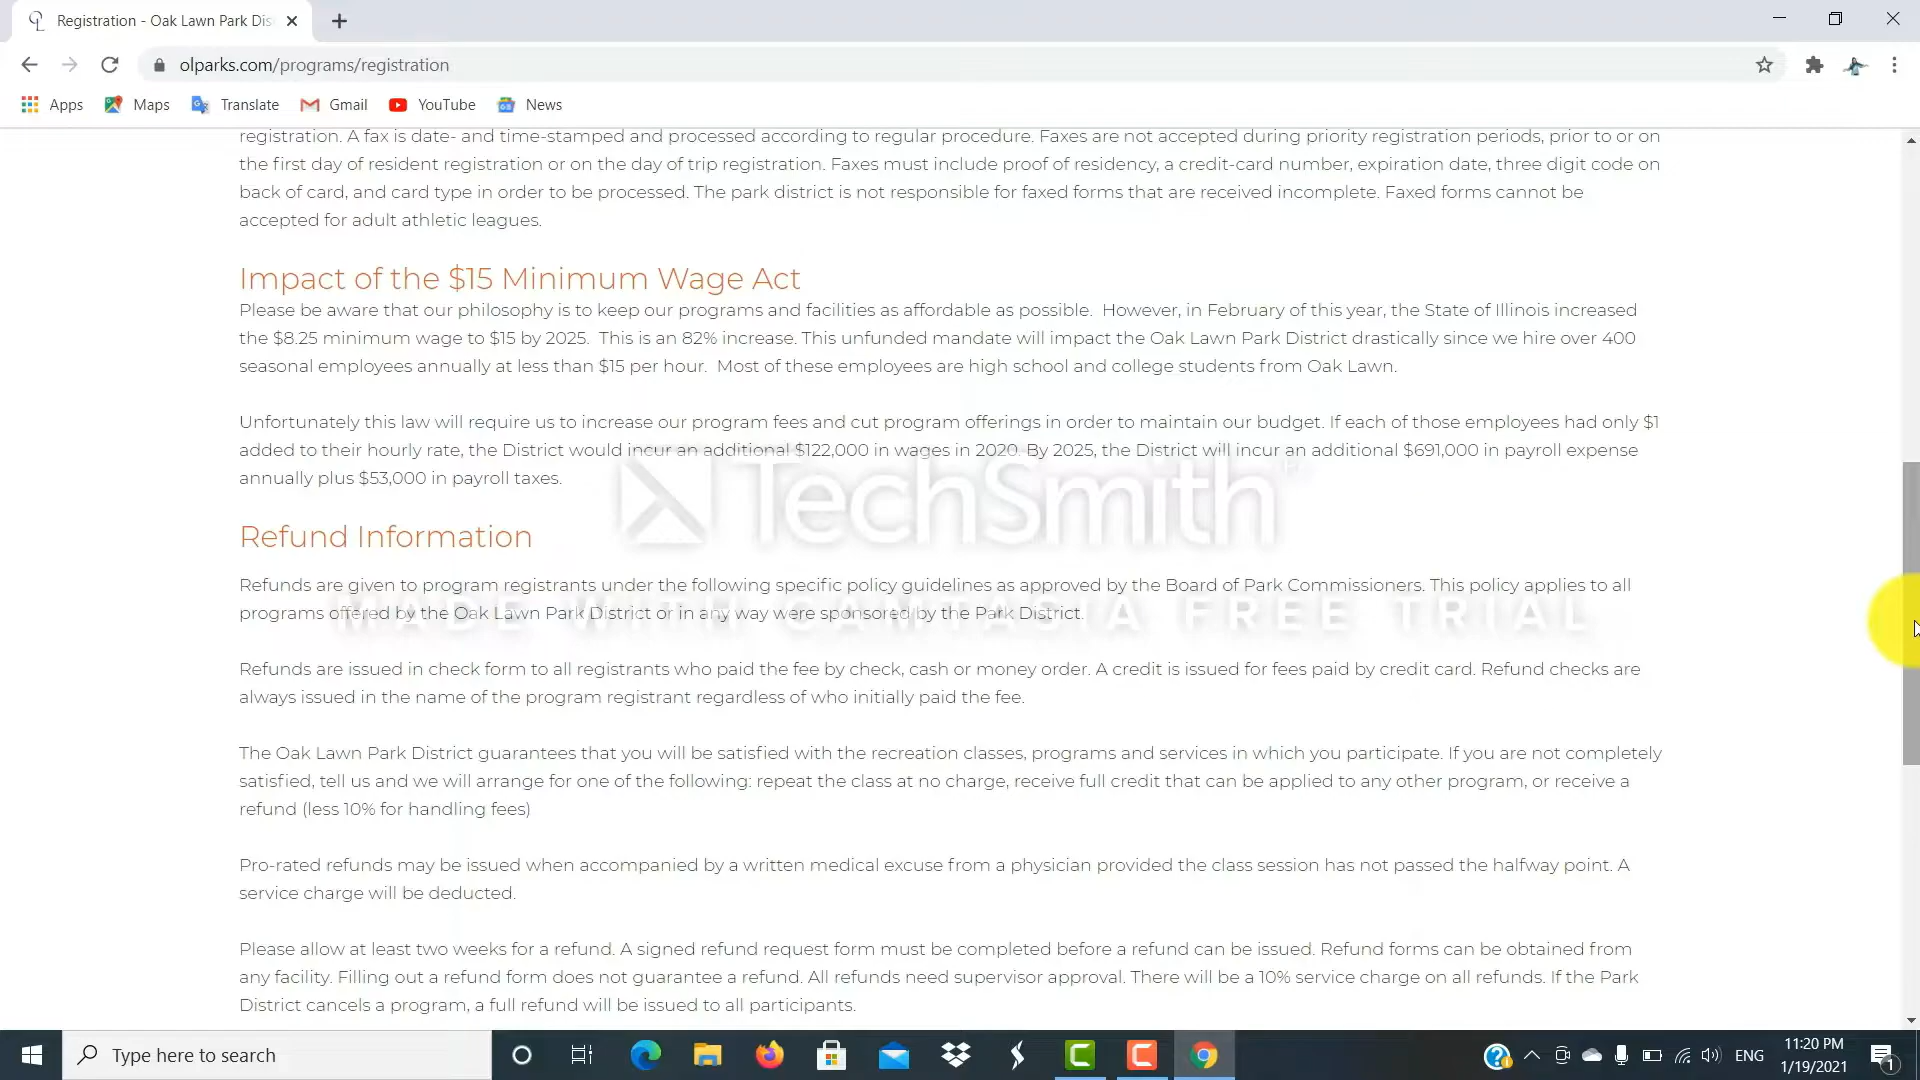 Registration - Oak Lawn Park Dis
olparks.com/programs/registration
Apps Maps Translate Gmail YouTube News
registration. A fax is date- and time-stamped and processed according to regular procedure. Faxes are not accepted during priority registration periods, prior to or on
the first day of resident registration or on the day of trip registration. Faxes must include proof of residency, a credit-card number, expiration date, three digit code on
back of card, and card type in order to be processed. The park district is not responsible for faxed forms that are received incomplete. Faxed forms cannot be
accepted for adult athletic leagues.
Impact of the $15 Minimum Wage Act
Please be aware that our philosophy is to keep our programs and facilities as affordable as possible.  However, in February of this year, the State of Illinois increased
the $8.25 minimum wage to $15 by 2025.  This is an 82% increase. This unfunded mandate will impact the Oak Lawn Park District drastically since we hire over 400
seasonal employees annually at less than $15 per hour.  Most of these employees are high school and college students from Oak Lawn.
Unfortunately this law will require us to increase our program fees and cut program offerings in order to maintain our budget. If each of those employees had only $1
added to their hourly rate, the District would incur an additional $122,000 in wages in 2020. By 2025, the District will incur an additional $691,000 in payroll expense
annually plus $53,000 in payroll taxes.
TechSmith
Refund Information
Refunds are given to program registrants under the following specific policy guidelines as approved by the Board of Park Commissioners. This policy applies to all
programs offered by the Oak Lawn Park District or in any way were sponsored by the Park District.
MADE WITH CAMTASIA FREE TRIAL
Refunds are issued in check form to all registrants who paid the fee by check, cash or money order. A credit is issued for fees paid by credit card. Refund checks are
always issued in the name of the program registrant regardless of who initially paid the fee.
The Oak Lawn Park District guarantees that you will be satisfied with the recreation classes, programs and services in which you participate. If you are not completely
satisfied, tell us and we will arrange for one of the following: repeat the class at no charge, receive full credit that can be applied to any other program, or receive a
refund (less 10% for handling fees)
Pro-rated refunds may be issued when accompanied by a written medical excuse from a physician provided the class session has not passed the halfway point. A
service charge will be deducted.
Please allow at least two weeks for a refund. A signed refund request form must be completed before a refund can be issued. Refund forms can be obtained from
any facility. Filling out a refund form does not guarantee a refund. All refunds need supervisor approval. There will be a 10% service charge on all refunds. If the Park
District cancels a program, a full refund will be issued to all participants.
Type here to search
ENG
11:20 PM
1/19/2021
1